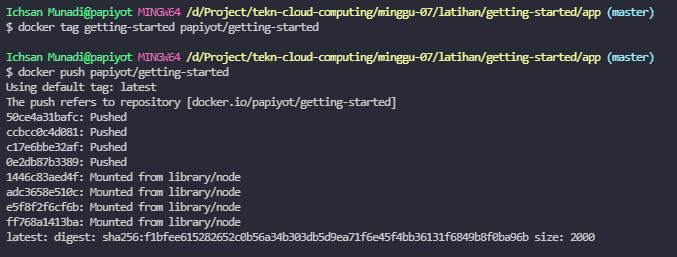 Ichsan Munadi@papiyot MINGW64 /d/Project/tekn-cloud-computing/minggu-07/latihan/getting-started/app (master)
$ docker tag getting-started papiyot/getting-started
Ichsan Munadi@papiyot MINGW64 /d/Project/tekn-cloud-computing/minggu-07/latihan/getting-started/app (master)
$ docker push papiyot/getting-started
Using default tag: latest
The push refers to repository [docker.io/papiyot/getting-started]
50ce4a31bafc: Pushed
ccbcc0c4d081: Pushed
c17e6bbe32af: Pushed
0e2db87b3389: Pushed
1446c83aed4f: Mounted from library/node
adc3658e510c: Mounted from library/node
e5f8f2f6cf6b: Mounted from library/node
ff768a1413ba: Mounted from library/node
latest: digest: sha256:f1bfee615282652c0b56a34b303db5d9ea71f6e45f4bb36131f6849b8f0ba96b size: 2000